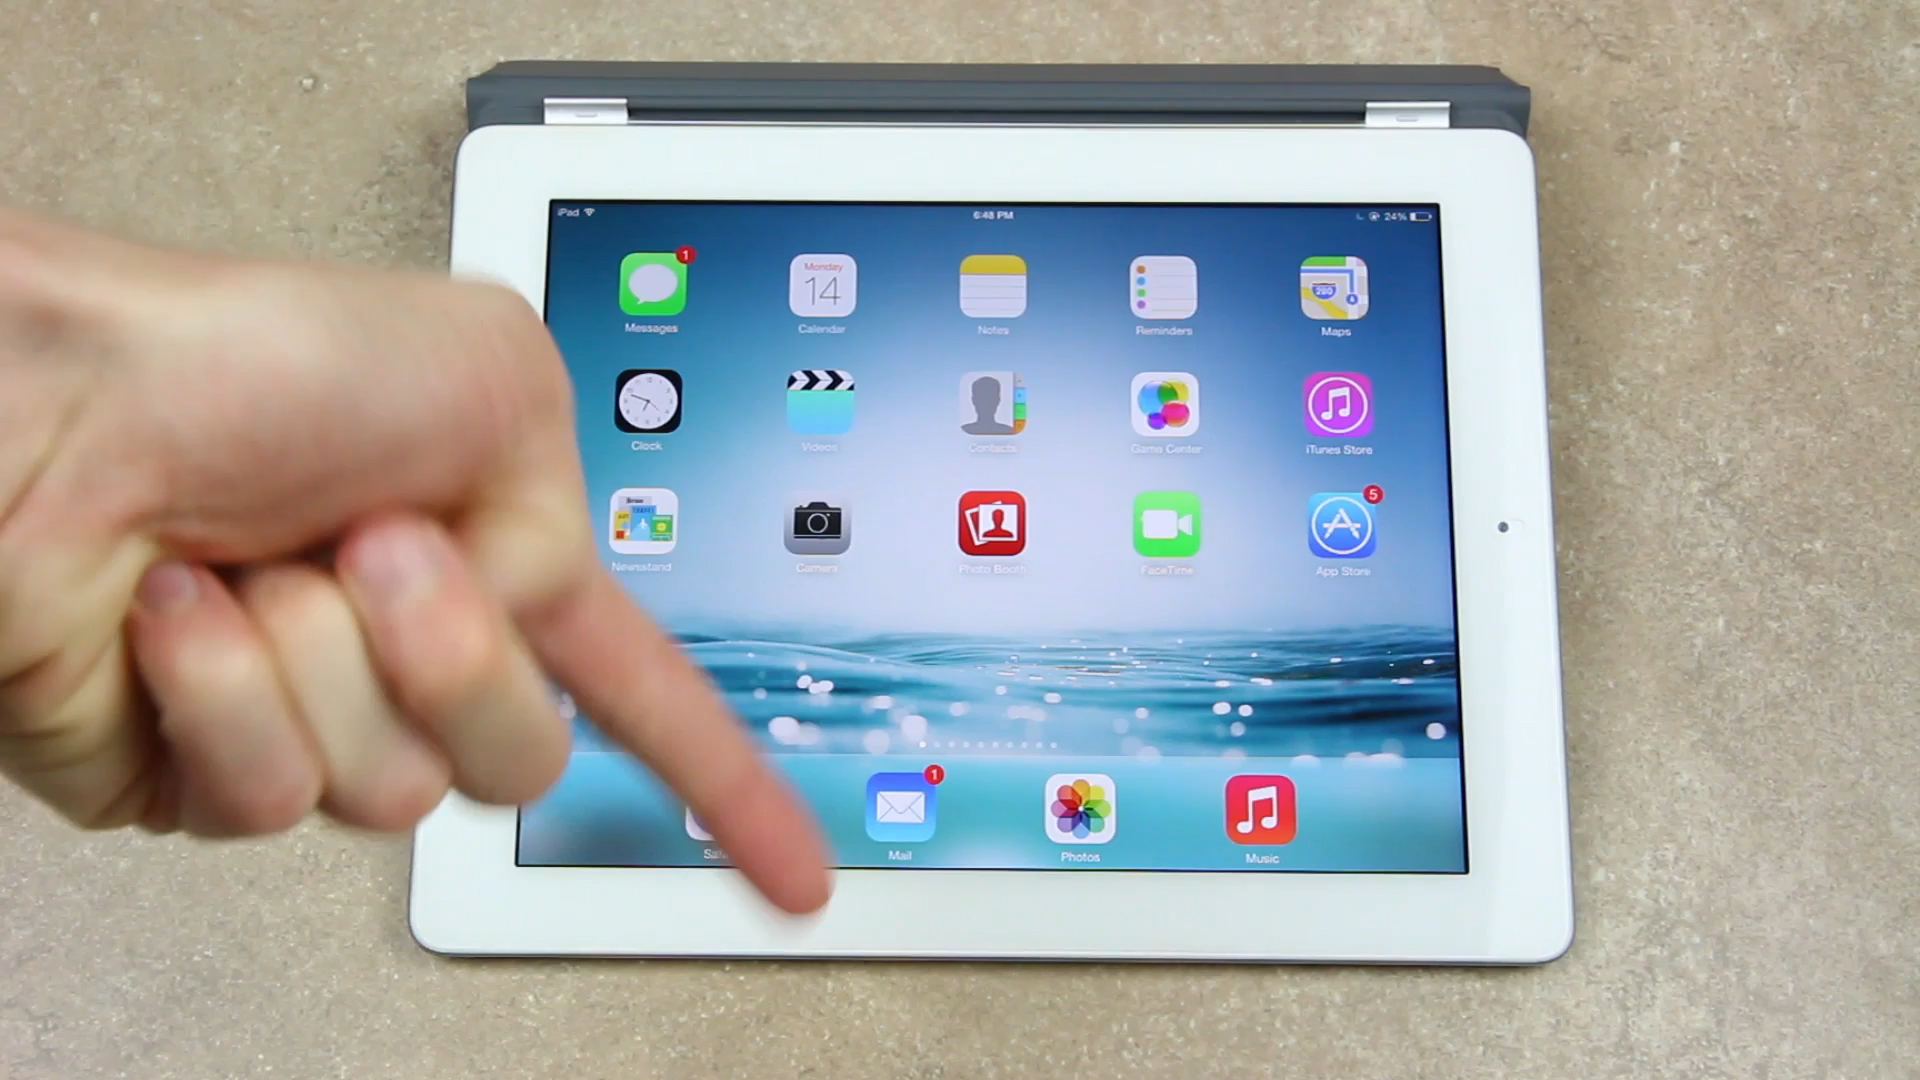 iPad 6:48 PM 24%
1
Monday
14
280
Messages Calendar Notes Reminders Maps
Clock Videos Contacts Game Center iTunes Store
5
Newsstand Camera Photo Booth FaceTime App Store
1
Mail Photos Music